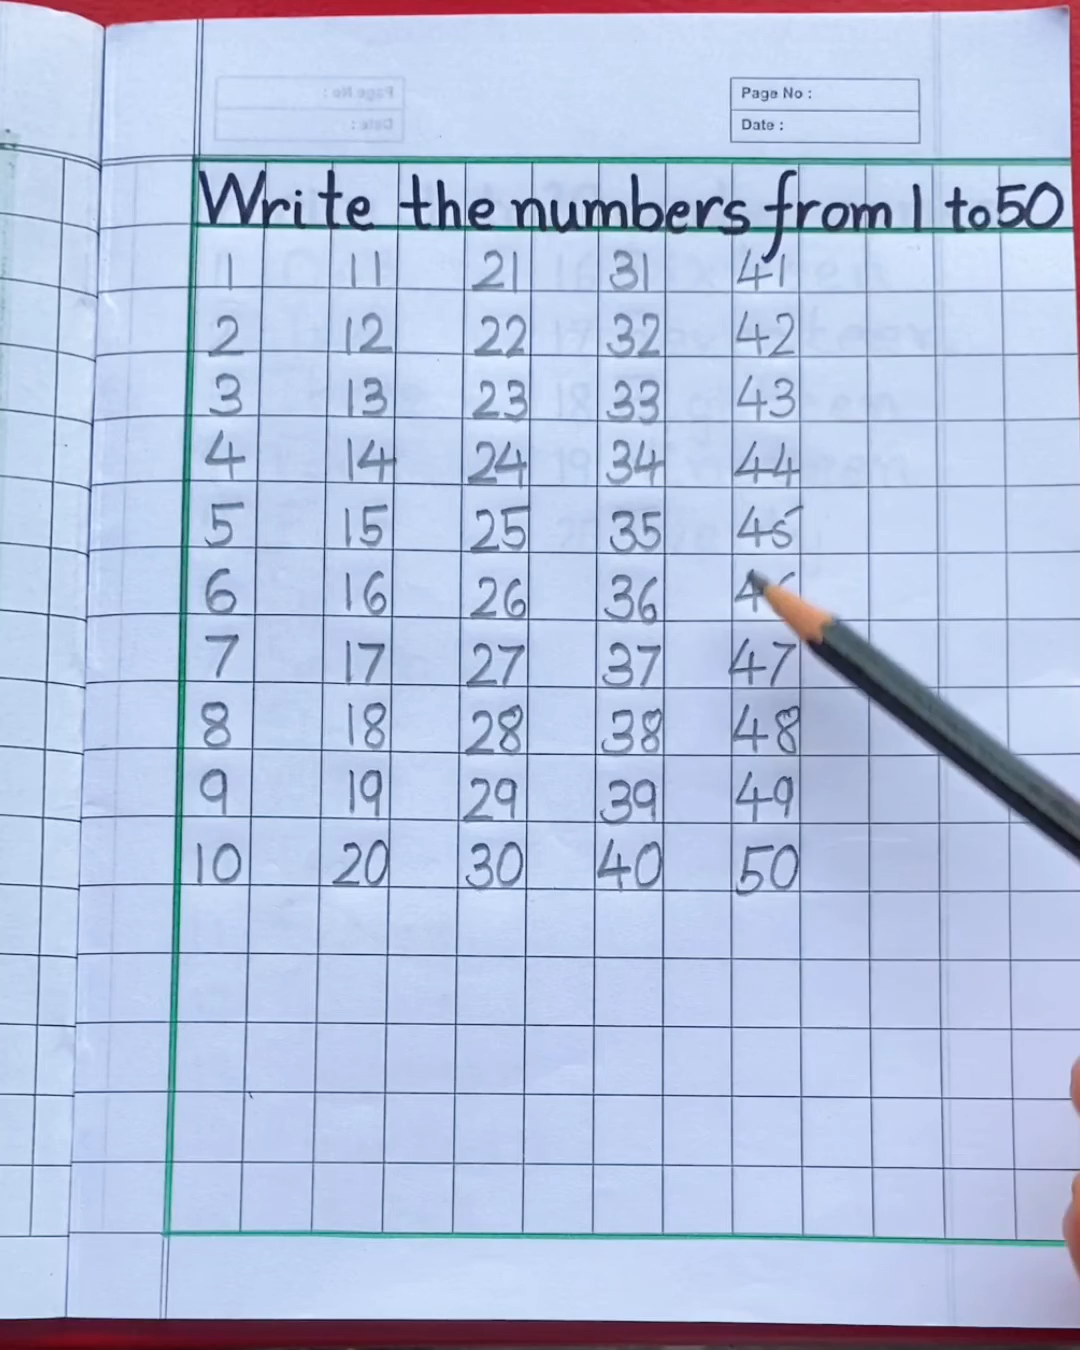 Page No :
Date :
Write the numbers from 1 to 50
1 11 21 31 41
2 12 22 32 42
3 13 23 33 43
4 14 24 34 44
5 15 25 35 45
6 16 26 36 46
7 17 27 37 47
8 18 28 38 48
9 19 29 39 49
10 20 30 40 50